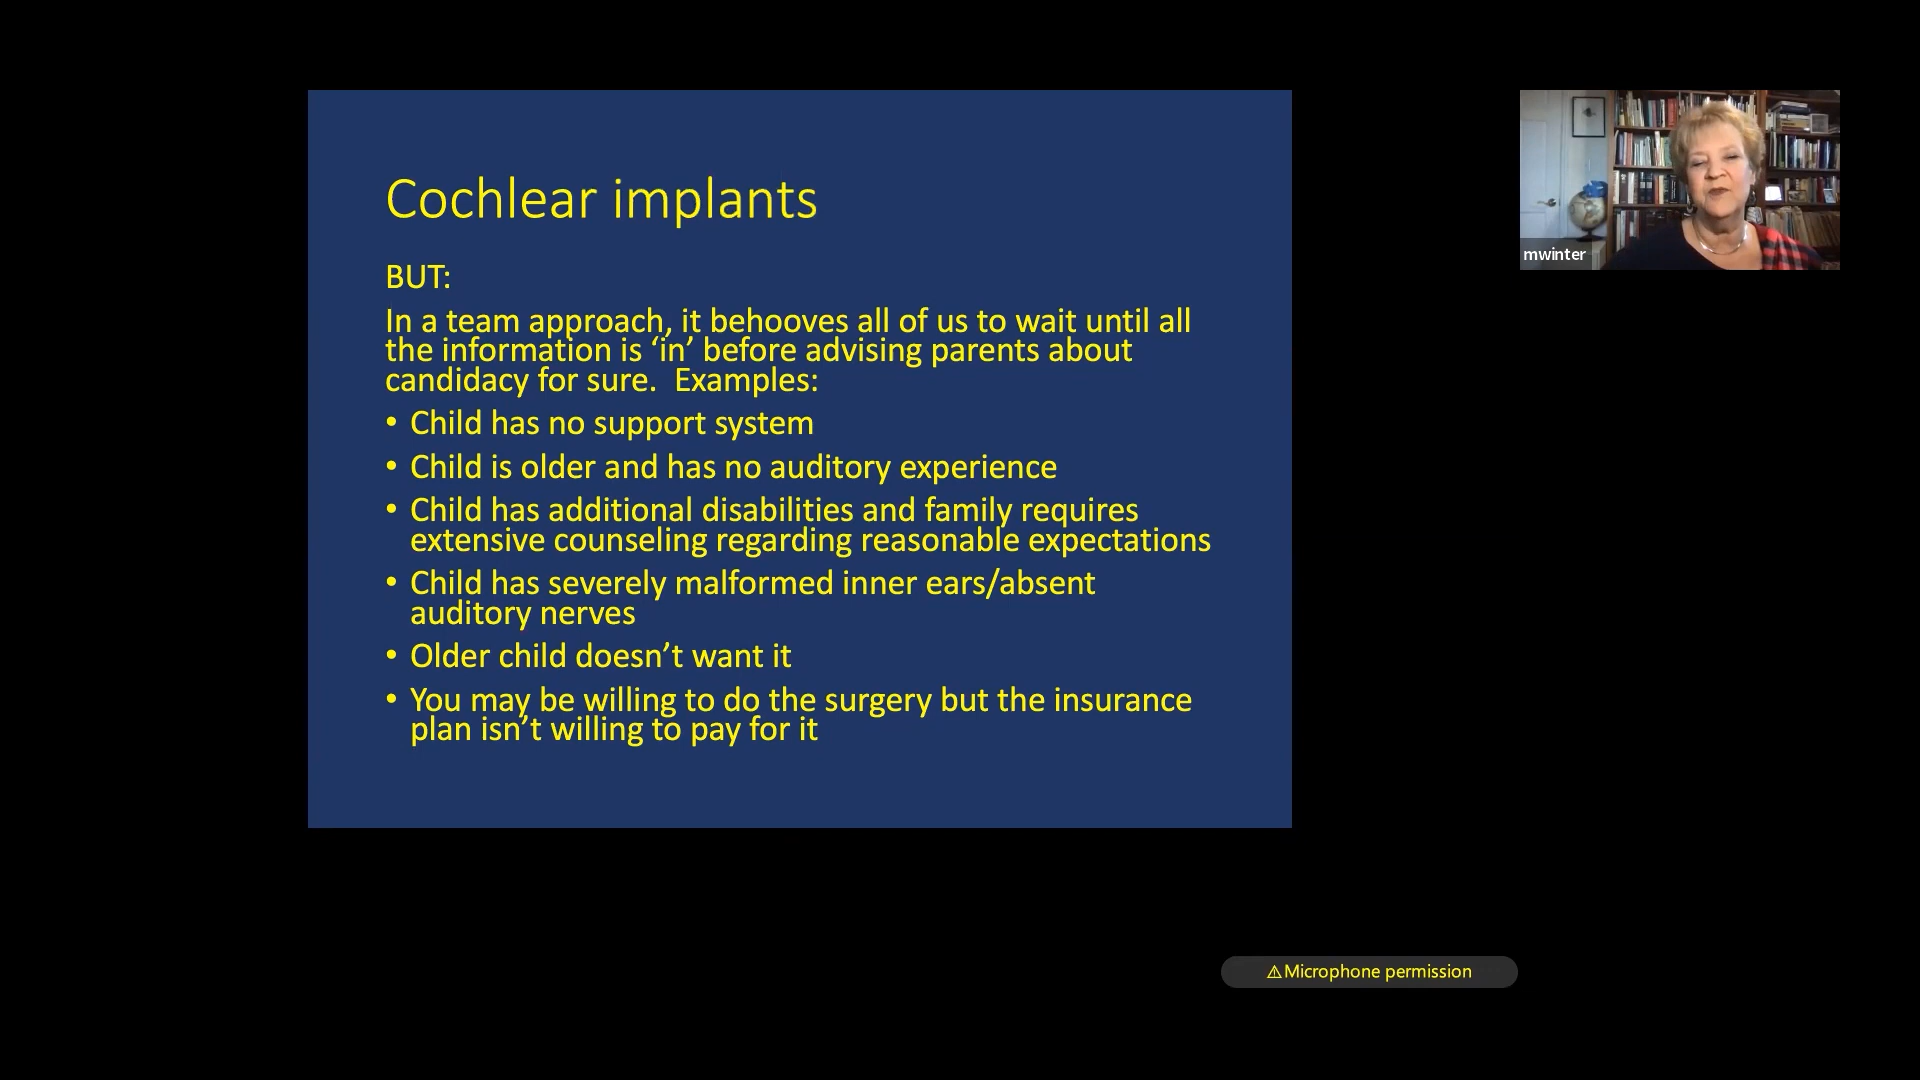 Cochlear implants
BUT:
In a team approach, it behooves all of us to wait until all
the information is ‘in’ before advising parents about
candidacy for sure.  Examples:
• Child has no support system
• Child is older and has no auditory experience
• Child has additional disabilities and family requires
extensive counseling regarding reasonable expectations
• Child has severely malformed inner ears/absent
auditory nerves
• Older child doesn’t want it
• You may be willing to do the surgery but the insurance
plan isn’t willing to pay for it
mwinter
⚠Microphone permission